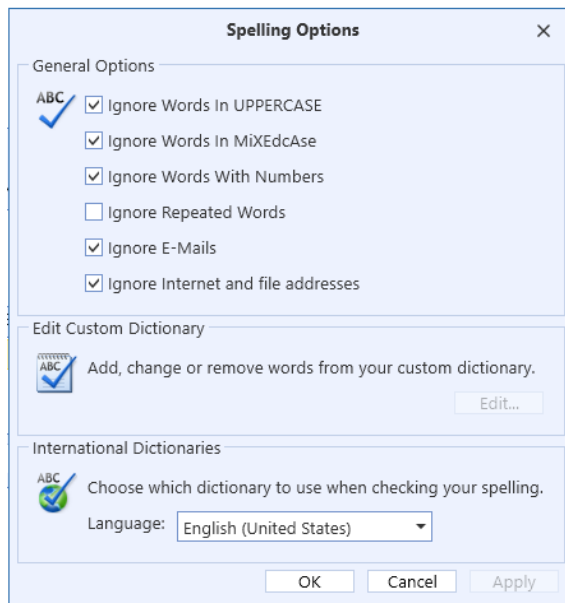 Spelling Options
General Options
ABC
Ignore Words In UPPERCASE
Ignore Words In MiXEdcAse
Ignore Words With Numbers
Ignore Repeated Words
Ignore E-Mails
Ignore Internet and file addresses
Edit Custom Dictionary
ABC
Add, change or remove words from your custom dictionary.
Edit...
International Dictionaries
ABC
Choose which dictionary to use when checking your spelling.
Language: English (United States)
OK Cancel Apply